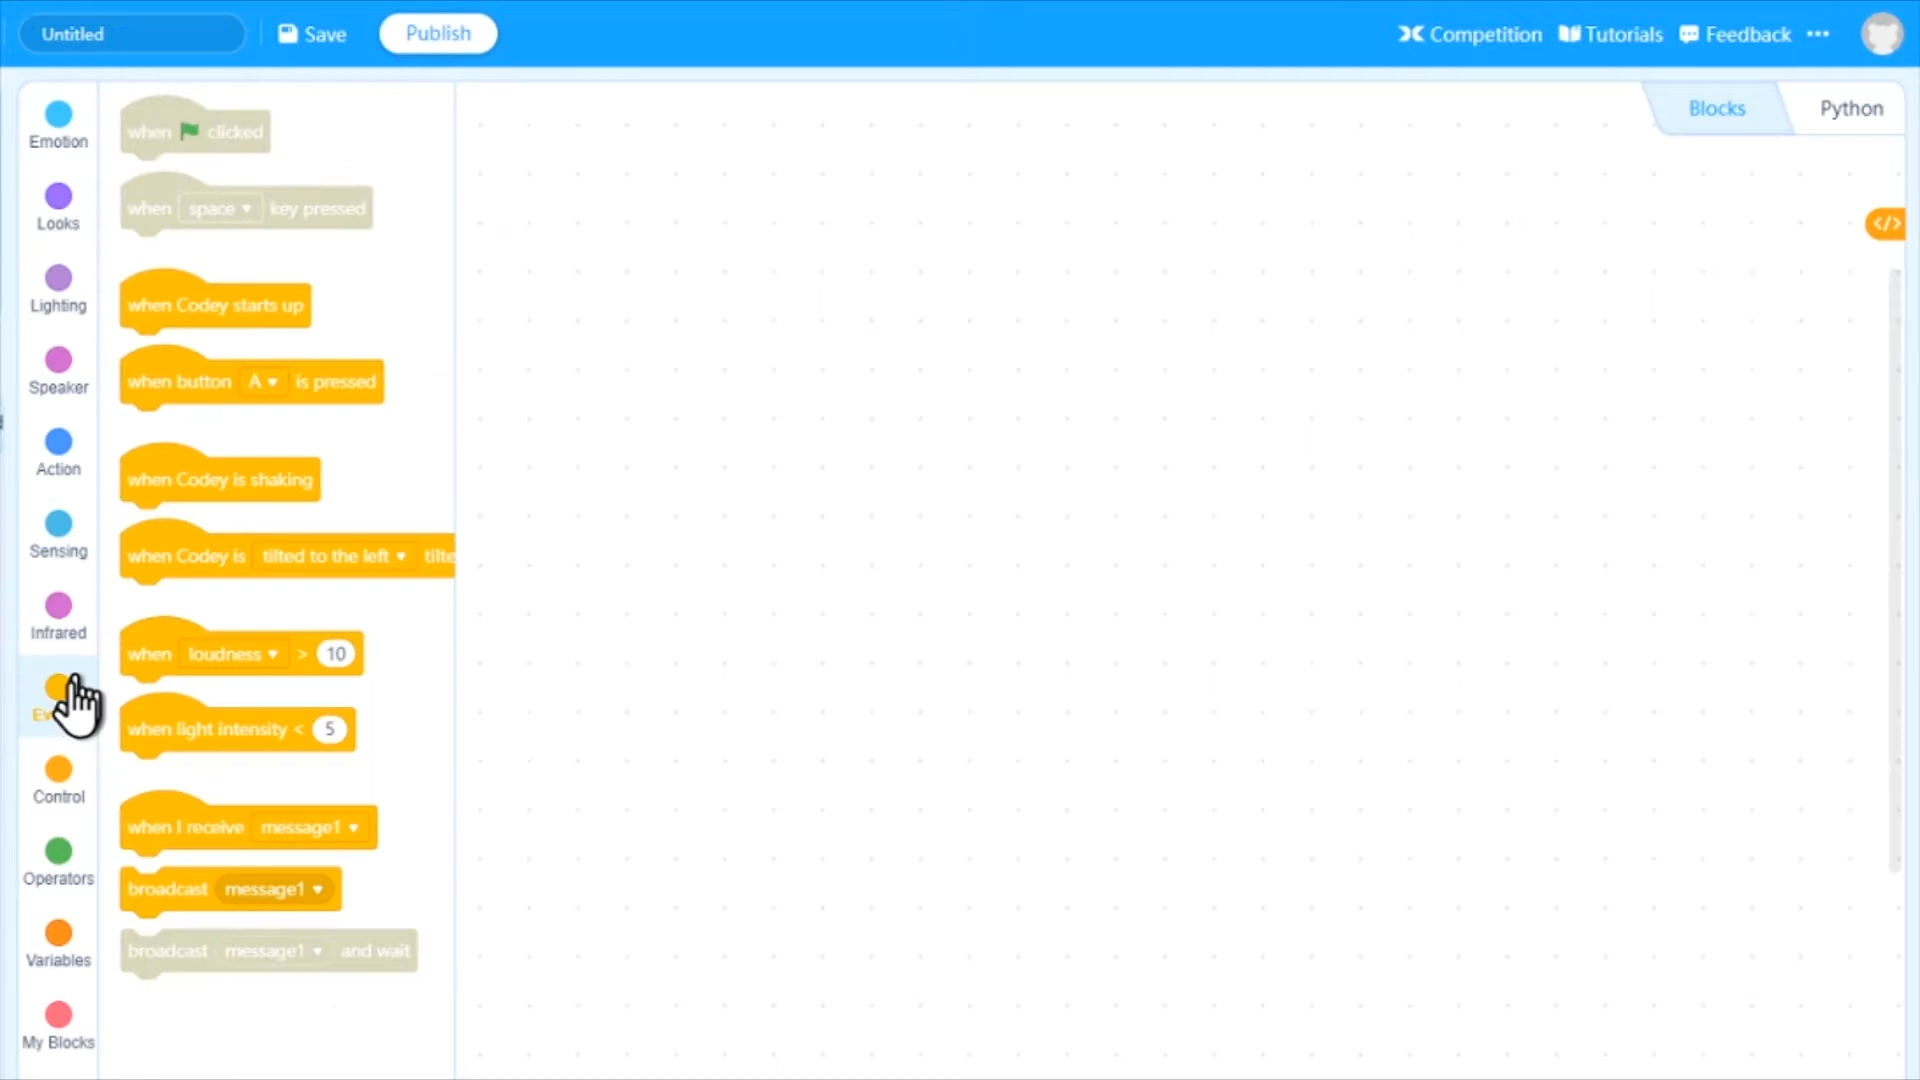 Untitled
Save
Publish
Competition
Tutorials
Feedback
Blocks
Python
</>
Emotion
Looks
Lighting
Speaker
Action
Sensing
Infrared
Control
Operators
Variables
My Blocks
when clicked
when space key pressed
when Codey starts up
when button A is pressed
when Codey is shaking
when Codey is tilted to the left tilte
when loudness > 10
when light intensity < 5
when I receive message1
broadcast message1
broadcast message1 and wait